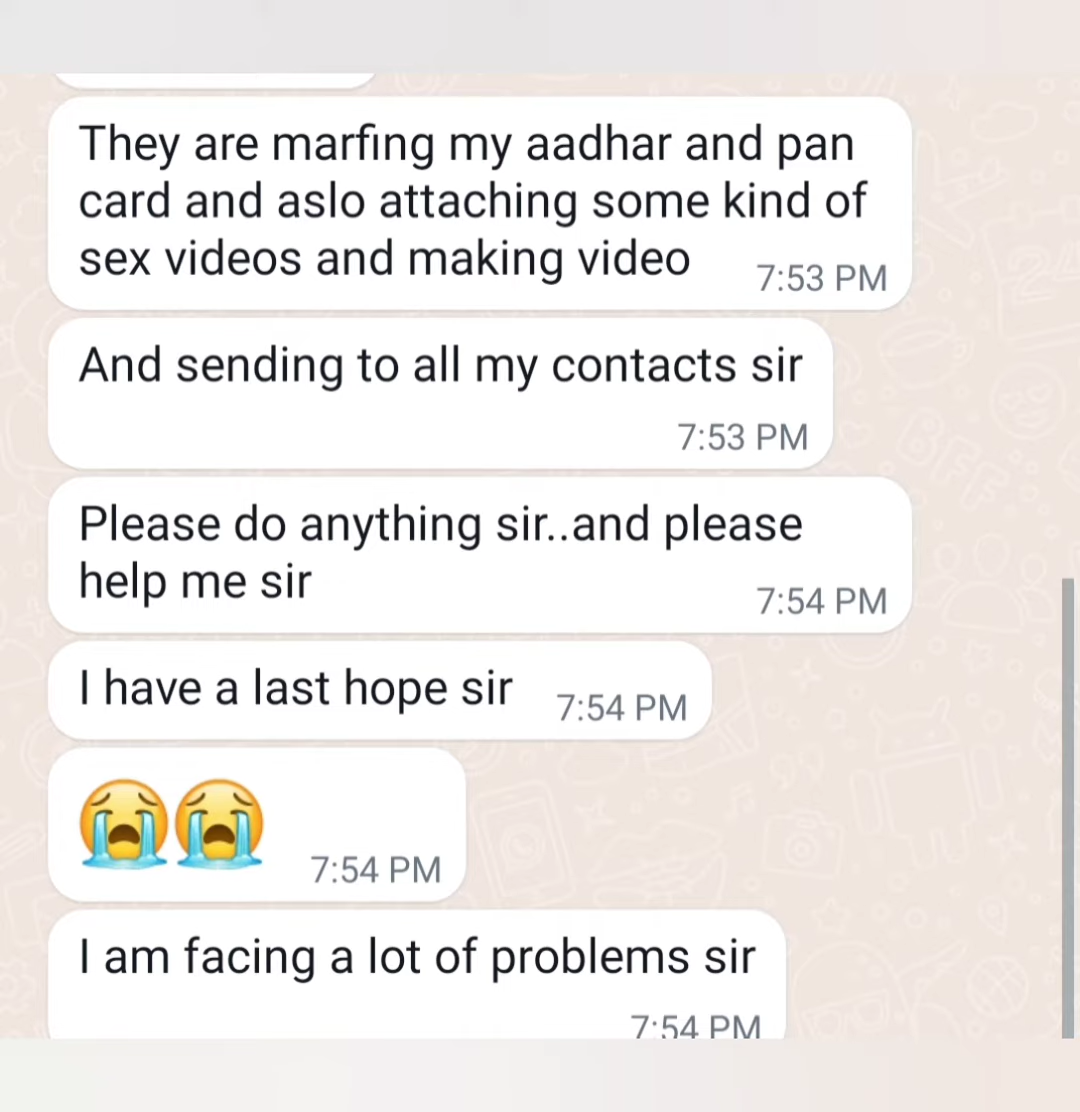 They are marfing my aadhar and pan
card and aslo attaching some kind of
sex videos and making video
7:53 PM
And sending to all my contacts sir
7:53 PM
Please do anything sir..and please
help me sir
7:54 PM
I have a last hope sir
7:54 PM
😭😭
7:54 PM
I am facing a lot of problems sir
7:54 PM